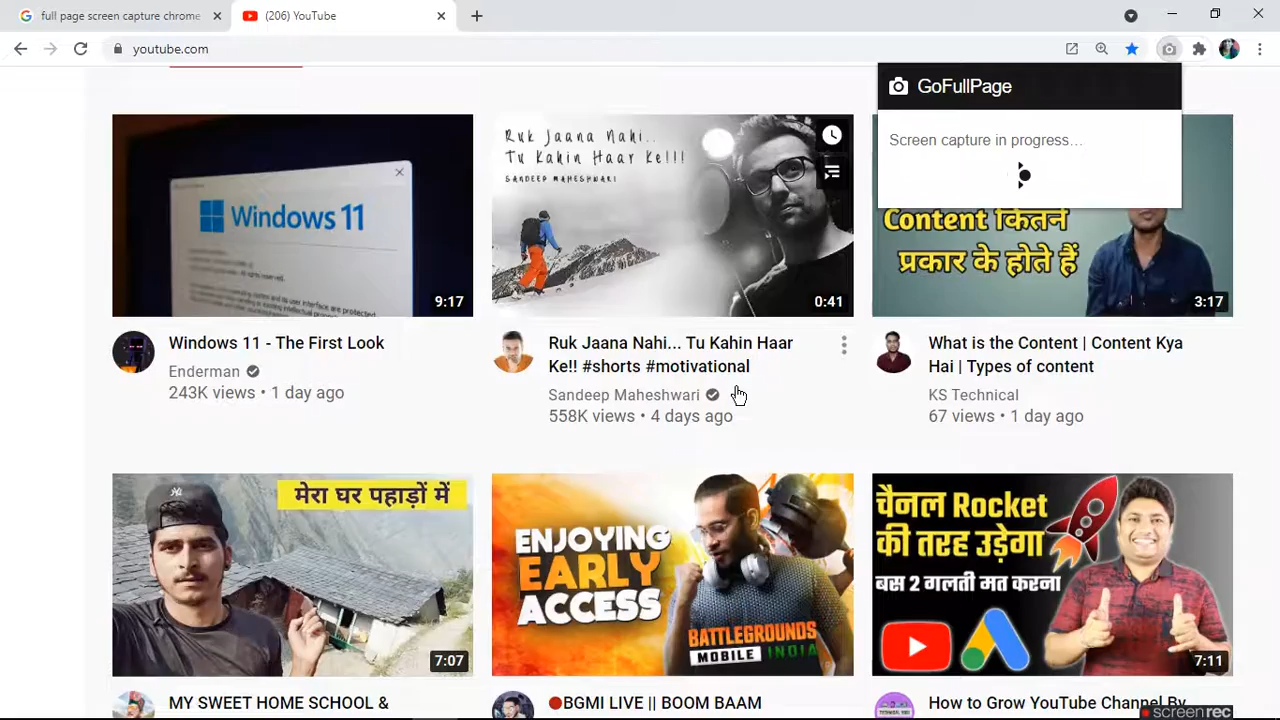 full page screen capture chrome
(206) YouTube
youtube.com
GoFullPage
Screen capture in progress...
Windows 11
9:17
Ruk Jaana Nahi..
Tu Kahin Haar Ke!!!
SANDEEP MAHESHWARI
0:41
Content कितने
प्रकार के होते हैं
3:17
Windows 11 - The First Look
Enderman
243K views • 1 day ago
Ruk Jaana Nahi... Tu Kahin Haar
Ke!! #shorts #motivational
Sandeep Maheshwari
558K views • 4 days ago
What is the Content | Content Kya
Hai | Types of content
KS Technical
67 views • 1 day ago
मेरा घर पहाड़ों में
7:07
ENJOYING
EARLY
ACCESS
BATTLEGROUNDS
MOBILE INDIA
चैनल Rocket
की तरह उड़ेगा
बस 2 गलती मत करना
7:11
MY SWEET HOME SCHOOL &
BGMI LIVE || BOOM BAAM
How to Grow YouTube Channel By
screenrec